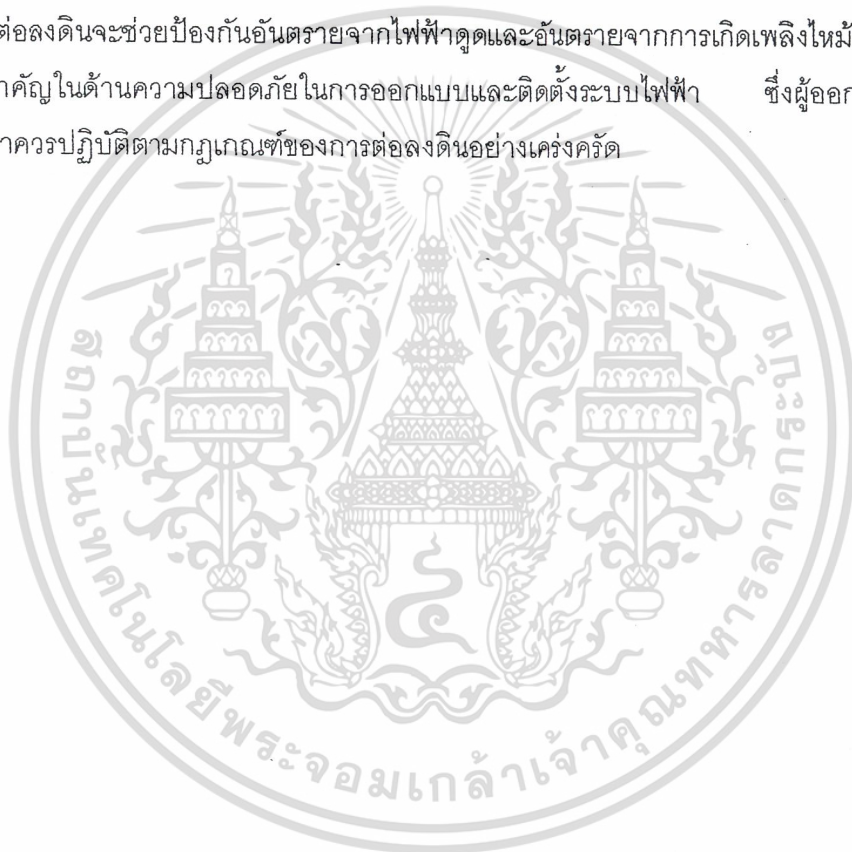 ต่อลงดินจะช่วยป้องกันอันตรายจากไฟฟ้าดูดและอันตรายจากการเกิดเพลิงไหม้
ำคัญในด้านความปลอดภัยในการออกแบบและติดตั้งระบบไฟฟ้า ซึ่งผู้ออก
าควรปฏิบัติตามกฎเกณฑ์ของการต่อลงดินอย่างเคร่งครัด
สถาบันเทคโนโลยีพระจอมเกล้าเจ้าคุณทหารลาดกระบัง
๔